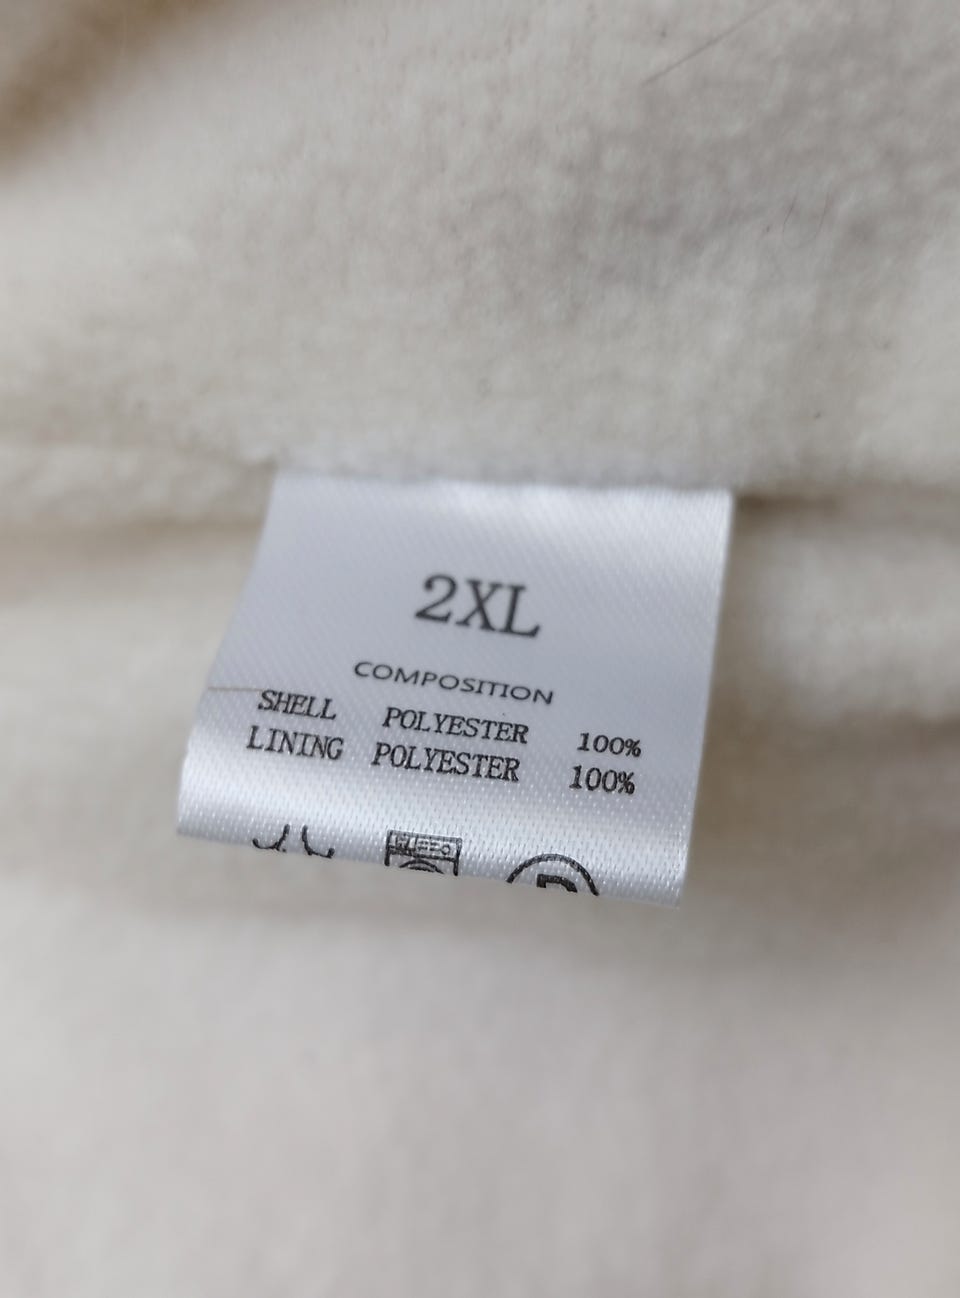 2XL
COMPOSITION
SHELL POLYESTER 100%
LINING POLYESTER 100%